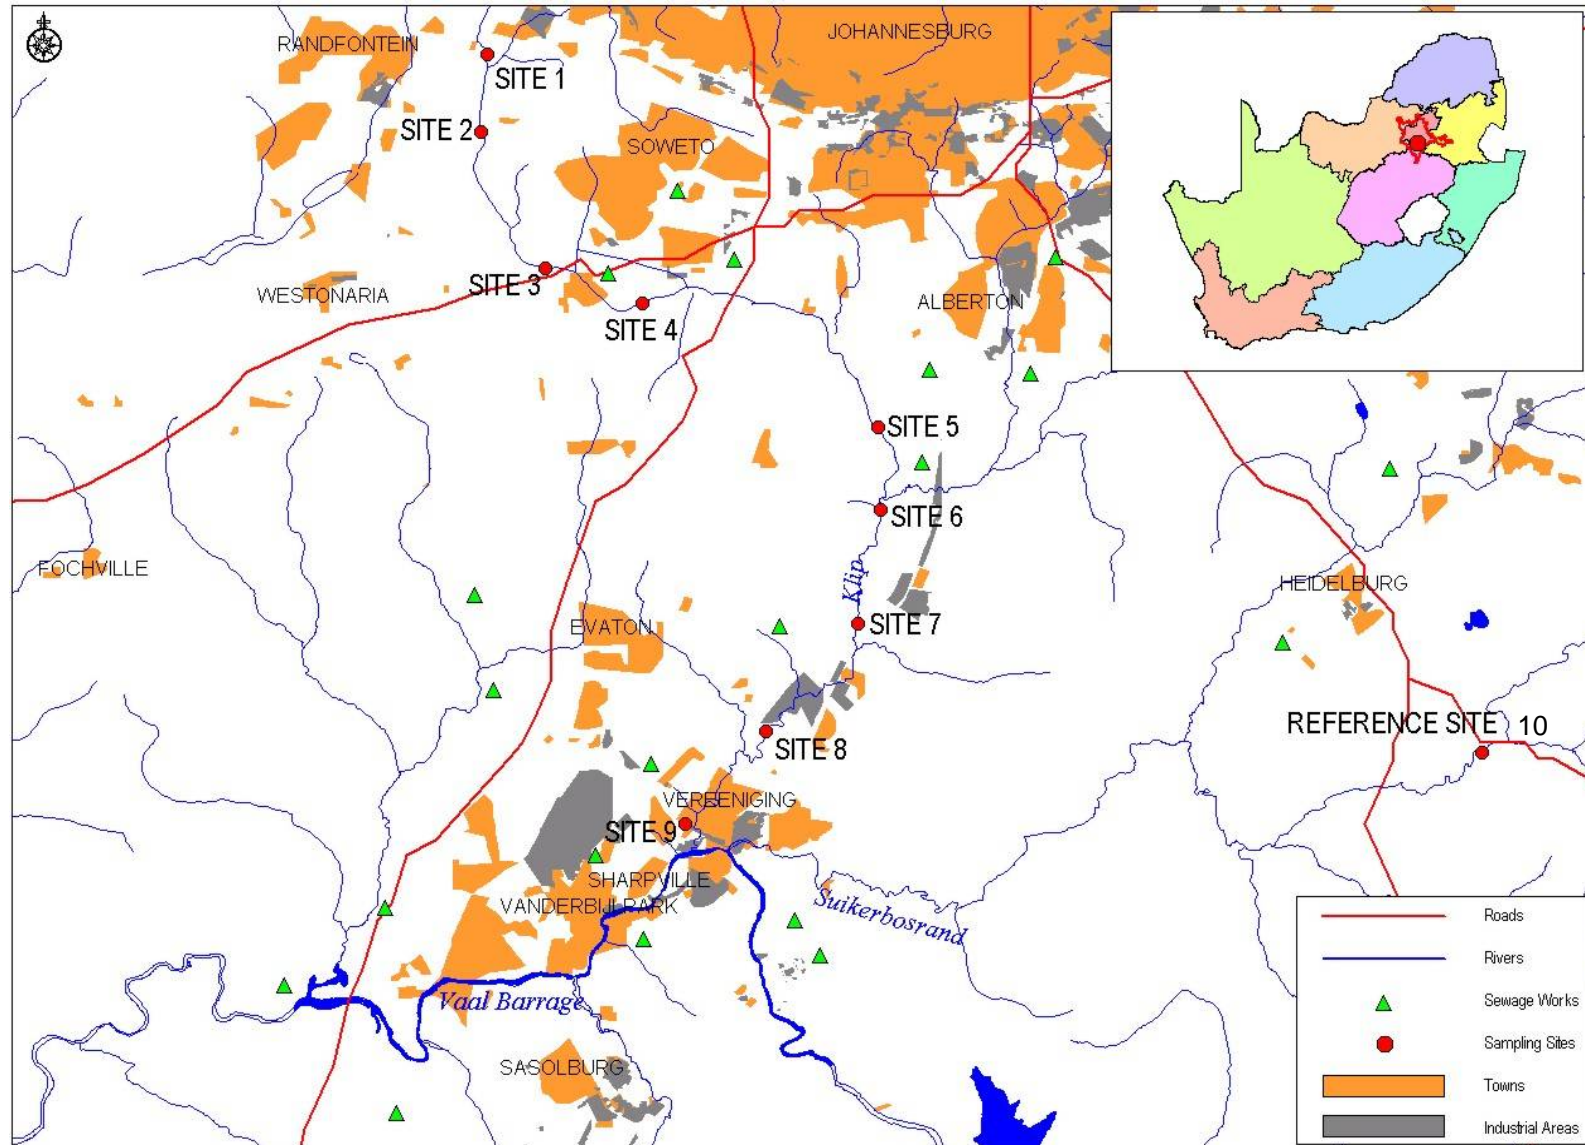 RANDFONTEIN
JOHANNESBURG
SITE 1
SITE 2
SOWETO
WESTONARIA
SITE 3
SITE 4
ALBERTON
SITE 5
SITE 6
FOCHVILLE
Klip
HEIDELBURG
EVATON
SITE 7
REFERENCE SITE 10
SITE 8
VEREENIGING
SITE 9
SHARPVILLE
VANDERBIJLPARK
Suikerbosrand
Vaal Barrage
SASOLBURG
Roads
Rivers
Sewage Works
Sampling Sites
Towns
Industrial Areas